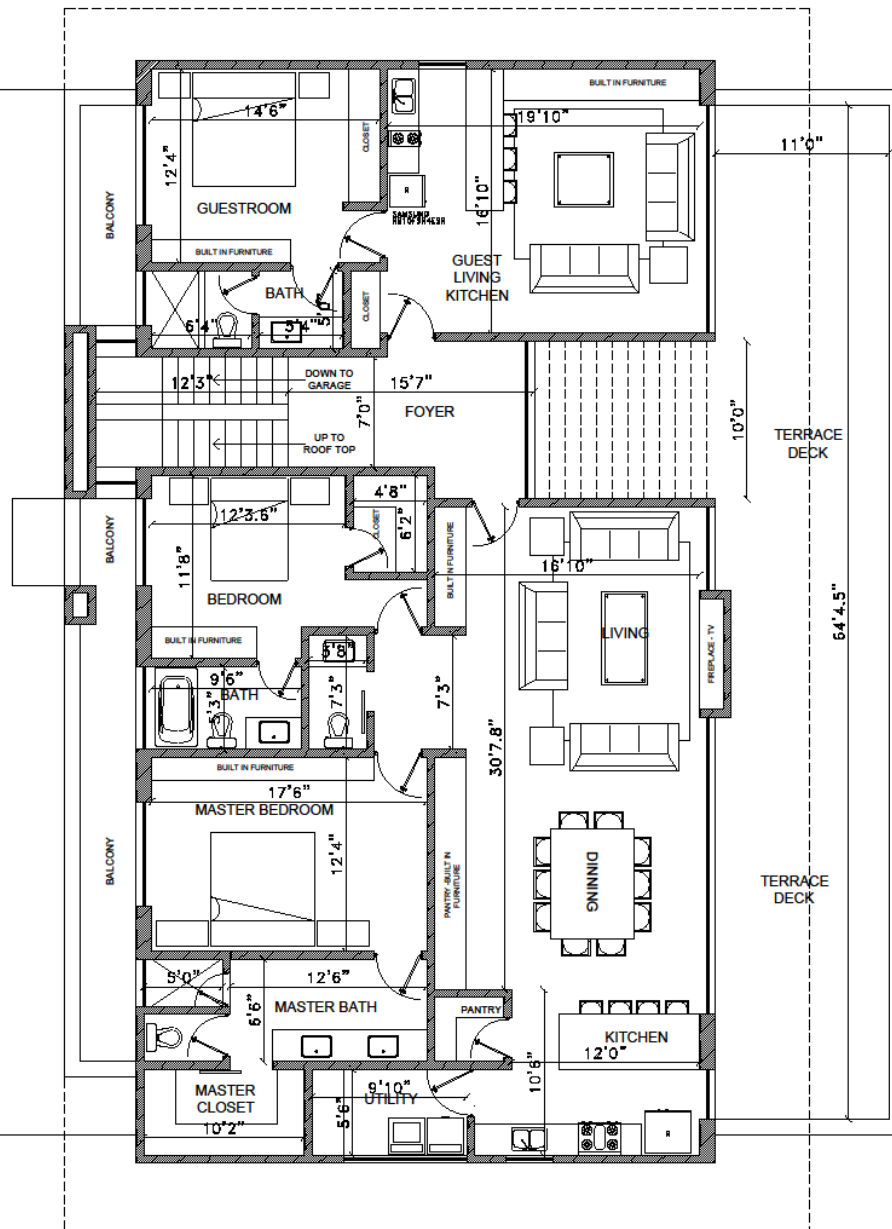 BUILT IN FURNITURE
14'6"
19'10"
11'0"
CLOSET
12'4"
BALCONY
16'10"
GUESTROOM
SAMSUNG
BUILT IN FURNITURE
GUEST
LIVING
KITCHEN
BATH
CLOSET
5'0"
6'4"
5'4"
DOWN TO
GARAGE
12'3"
15'7"
7'0"
FOYER
10'0"
TERRACE
DECK
UP TO
ROOF TOP
4'8"
12'3.6"
CLOSET
6'2"
BALCONY
BUILT IN FURNITURE
11'8"
16'10"
BEDROOM
64'4.5"
LIVING
FIREPLACE - TV
BUILT IN FURNITURE
9'6"
BATH
5'3"
7'3"
7'3"
30'7.8"
BUILT IN FURNITURE
17'6"
MASTER BEDROOM
12'4"
BALCONY
PANTRY -BUILT IN
FURNITURE
DINNING
TERRACE
DECK
5'0"
12'6"
MASTER BATH
6'6"
PANTRY
KITCHEN
12'0"
10'6"
MASTER
CLOSET
9'10"
UTILITY
5'6"
10'2"